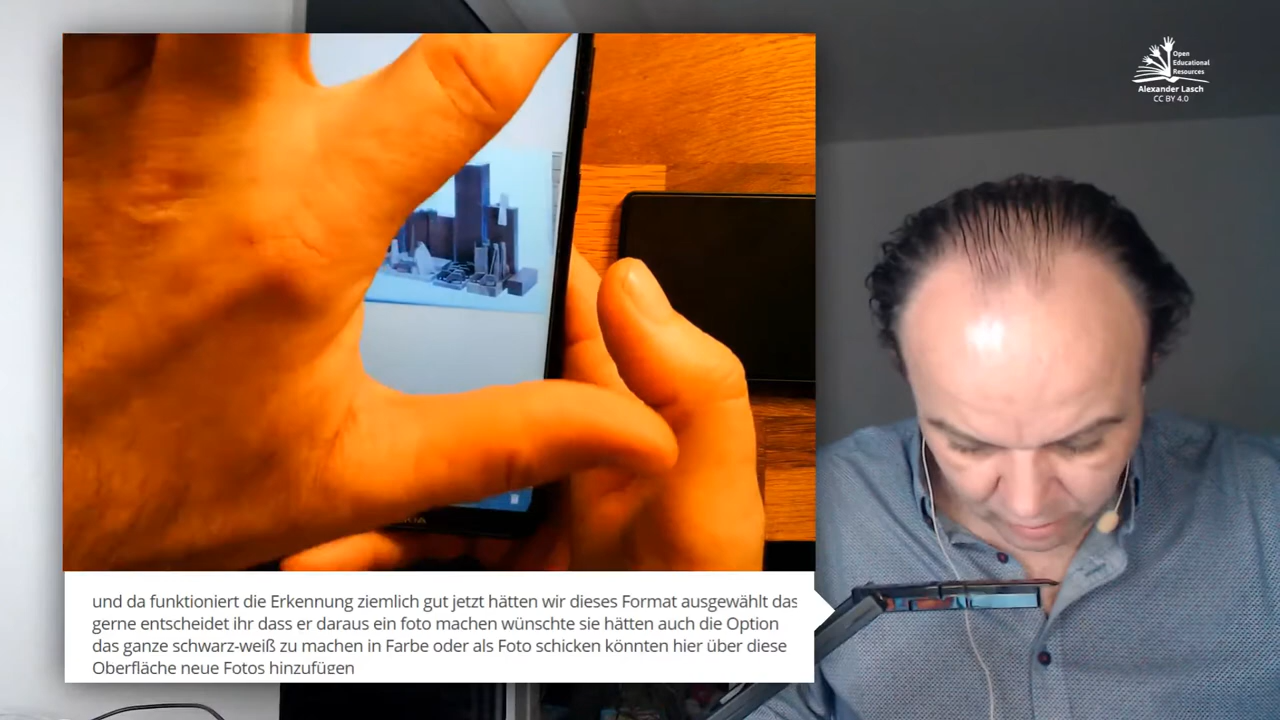 Open
Educational
Resources
Alexander Lasch
CC BY 4.0
und da funktioniert die Erkennung ziemlich gut jetzt hätten wir dieses Format ausgewählt das
gerne entscheidet ihr dass er daraus ein foto machen wünschte sie hätten auch die Option
das ganze schwarz-weiß zu machen in Farbe oder als Foto schicken könnten hier über diese
Oberfläche neue Fotos hinzufügen